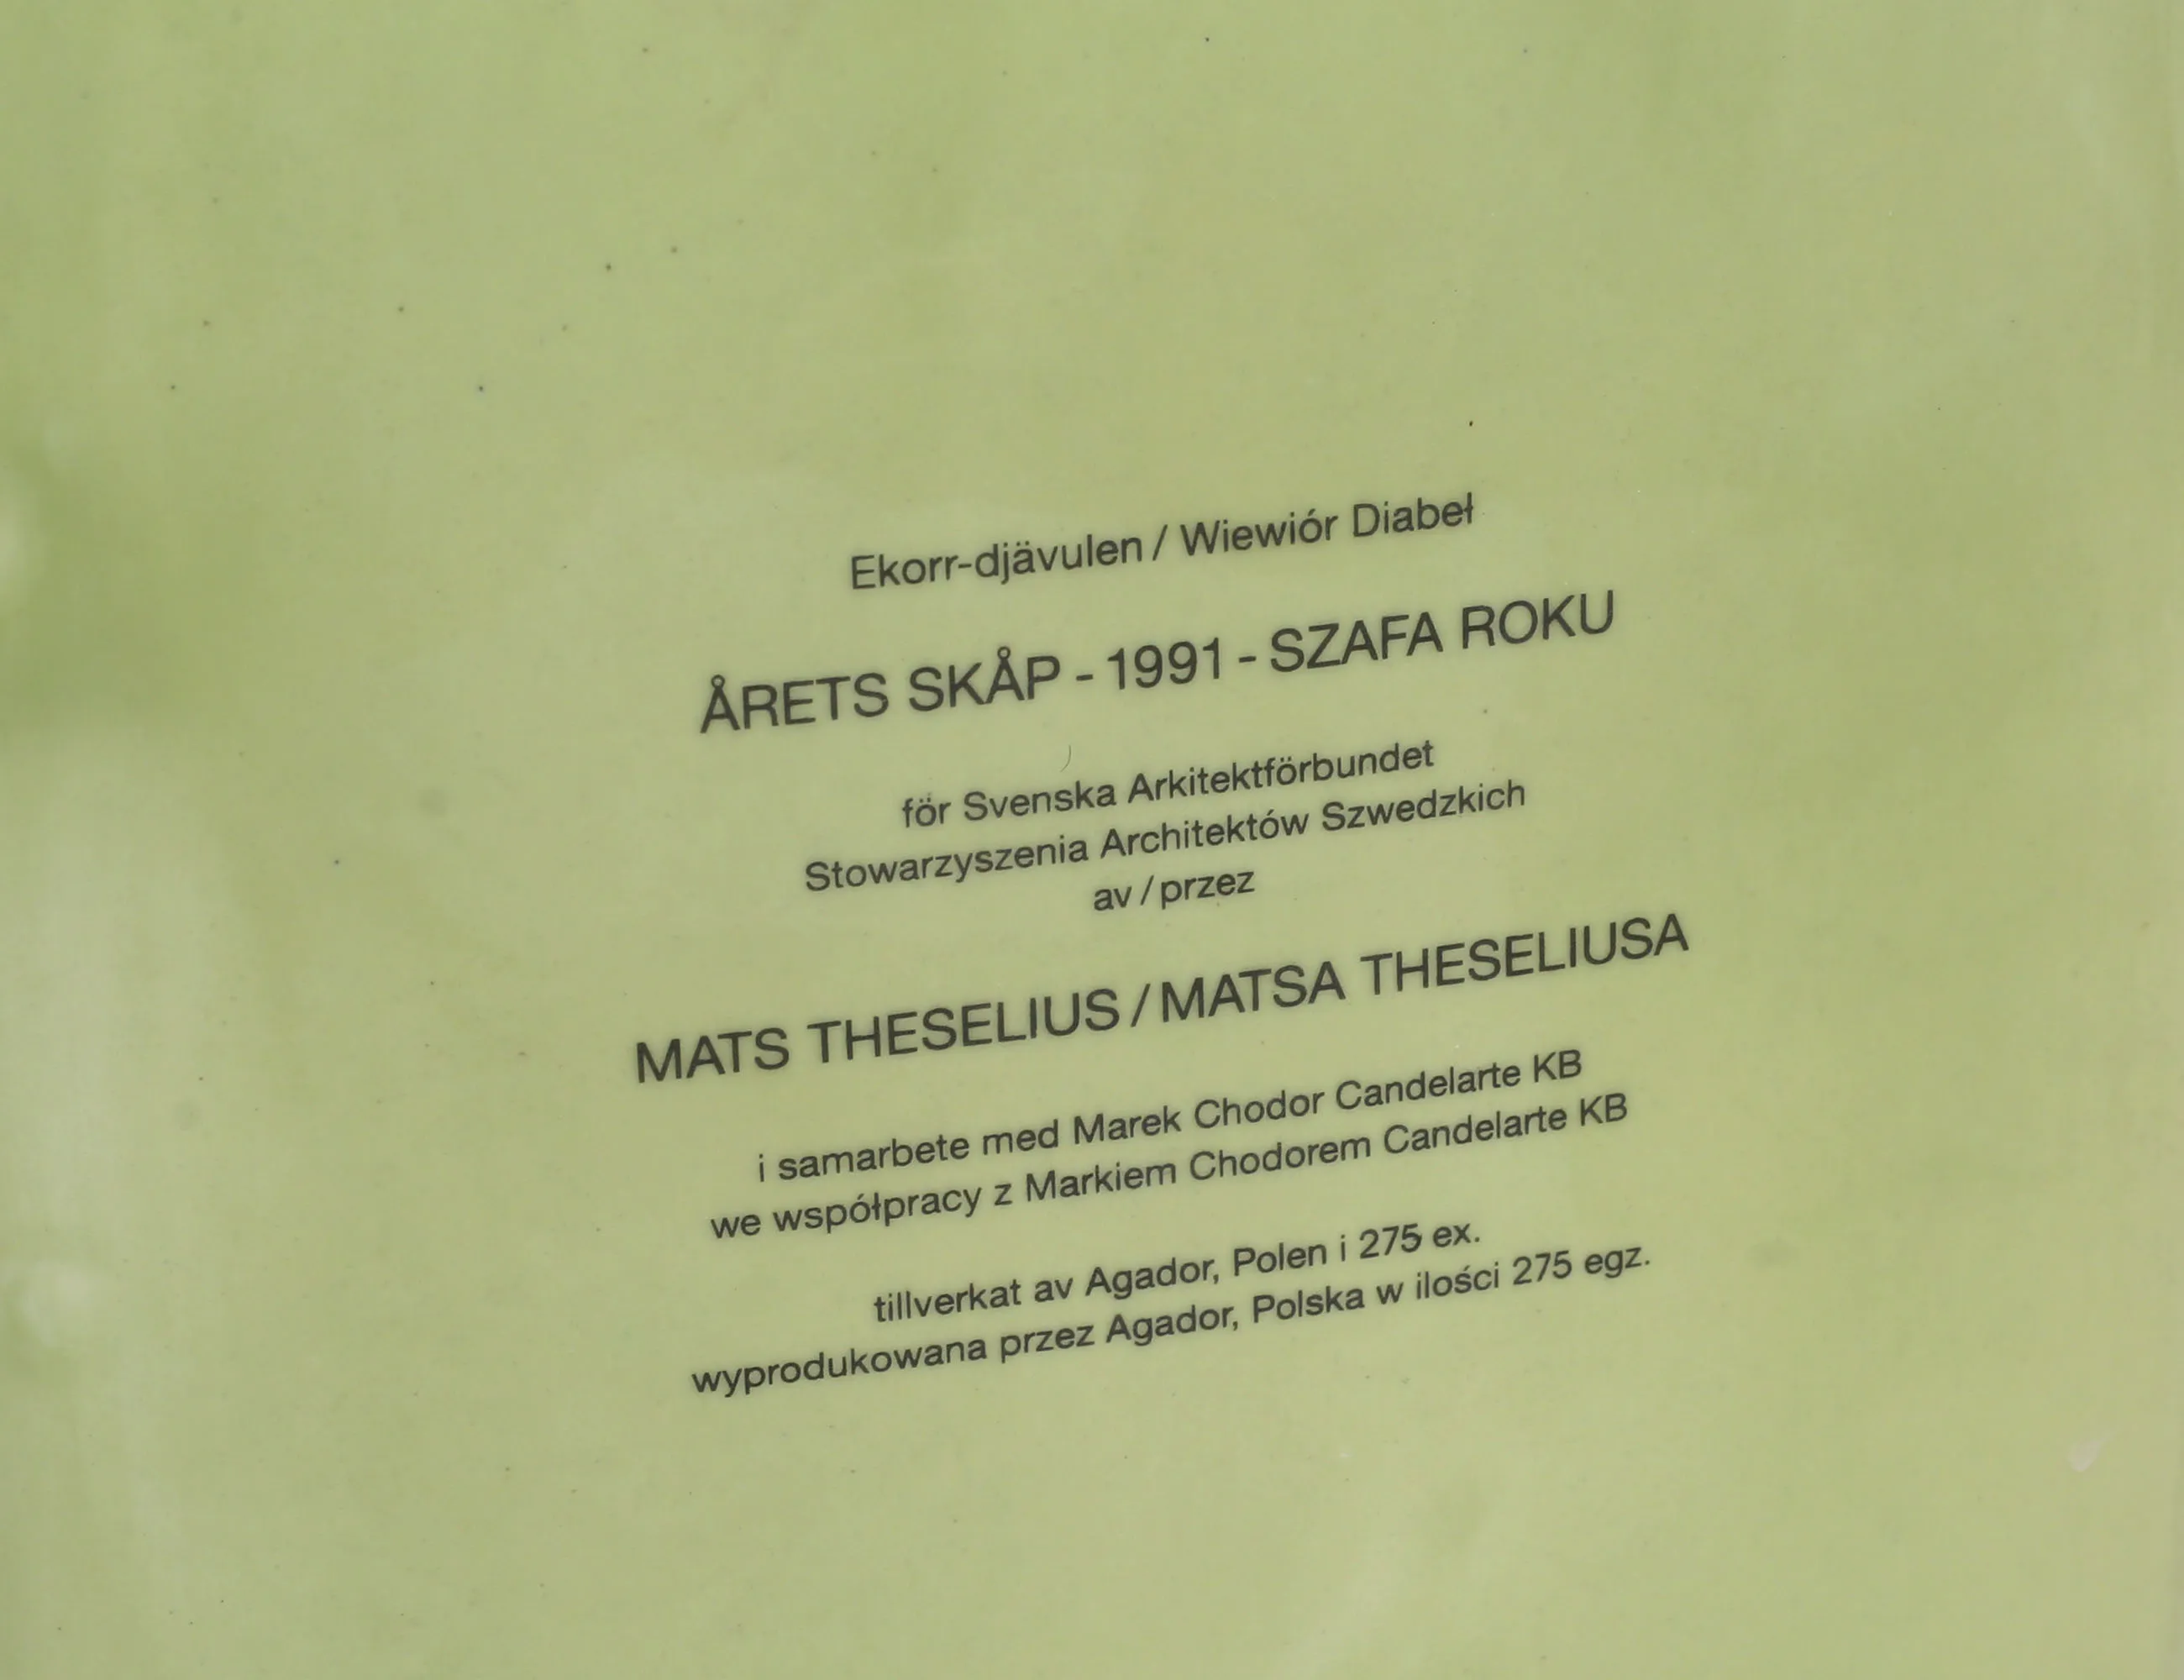 Ekorr-djävulen / Wiewiór Diabeł
ÅRETS SKÅP - 1991 - SZAFA ROKU
för Svenska Arkitektförbundet
Stowarzyszenia Architektów Szwedzkich
av / przez
MATS THESELIUS / MATSA THESELIUSA
i samarbete med Marek Chodor Candelarte KB
we współpracy z Markiem Chodorem Candelarte KB
tillverkat av Agador, Polen i 275 ex.
wyprodukowana przez Agador, Polska w ilości 275 egz.